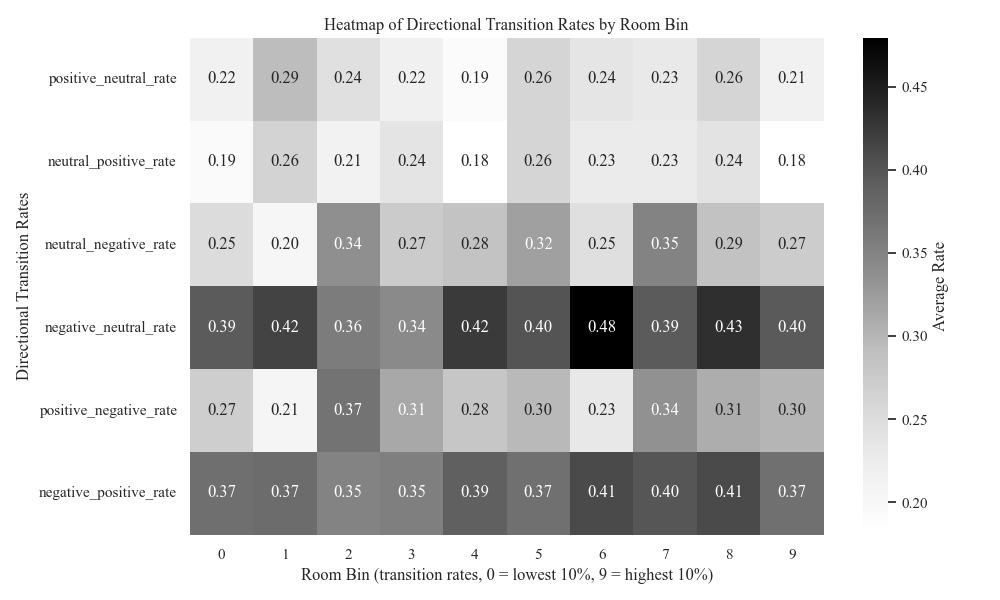 Heatmap of Directional Transition Rates by Room Bin
Directional Transition Rates
positive_neutral_rate 0.22 0.29 0.24 0.22 0.19 0.26 0.24 0.23 0.26 0.21
neutral_positive_rate 0.19 0.26 0.21 0.24 0.18 0.26 0.23 0.23 0.24 0.18
neutral_negative_rate 0.25 0.20 0.34 0.27 0.28 0.32 0.25 0.35 0.29 0.27
negative_neutral_rate 0.39 0.42 0.36 0.34 0.42 0.40 0.48 0.39 0.43 0.40
positive_negative_rate 0.27 0.21 0.37 0.31 0.28 0.30 0.23 0.34 0.31 0.30
negative_positive_rate 0.37 0.37 0.35 0.35 0.39 0.37 0.41 0.40 0.41 0.37
0 1 2 3 4 5 6 7 8 9
Room Bin (transition rates, 0 = lowest 10%, 9 = highest 10%)
0.45
0.40
0.35
0.30
0.25
0.20
Average Rate